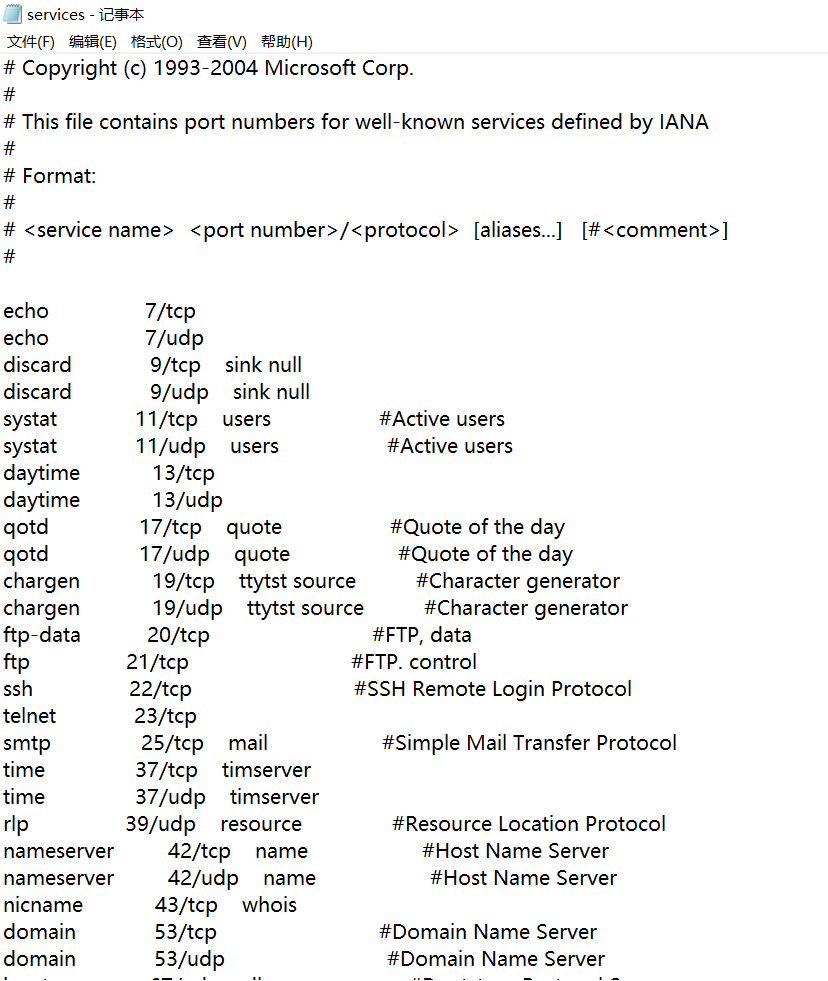 services - 记事本
文件(F) 编辑(E) 格式(O) 查看(V) 帮助(H)
# Copyright (c) 1993-2004 Microsoft Corp.
#
# This file contains port numbers for well-known services defined by IANA
#
# Format:
#
# <service name> <port number>/<protocol> [aliases...] [#<comment>]
#
echo 7/tcp
echo 7/udp
discard 9/tcp sink null
discard 9/udp sink null
systat 11/tcp users #Active users
systat 11/udp users #Active users
daytime 13/tcp
daytime 13/udp
qotd 17/tcp quote #Quote of the day
qotd 17/udp quote #Quote of the day
chargen 19/tcp ttytst source #Character generator
chargen 19/udp ttytst source #Character generator
ftp-data 20/tcp #FTP, data
ftp 21/tcp #FTP. control
ssh 22/tcp #SSH Remote Login Protocol
telnet 23/tcp
smtp 25/tcp mail #Simple Mail Transfer Protocol
time 37/tcp timserver
time 37/udp timserver
rlp 39/udp resource #Resource Location Protocol
nameserver 42/tcp name #Host Name Server
nameserver 42/udp name #Host Name Server
nicname 43/tcp whois
domain 53/tcp #Domain Name Server
domain 53/udp #Domain Name Server